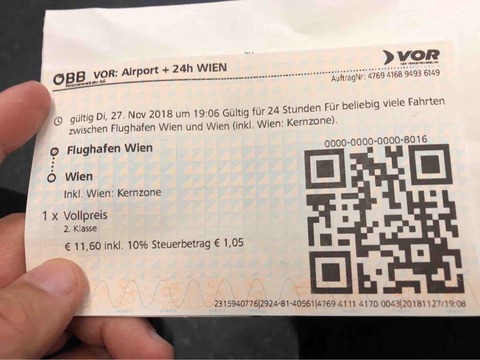 ÖBB VOR: Airport + 24h WIEN
Personenverkehr AG
VOR
AuftragNr: 4769 4168 9493 6149
gültig Di, 27. Nov 2018 um 19:06 Gültig für 24 Stunden Für beliebig viele Fahrten
zwischen Flughafen Wien und Wien (inkl. Wien: Kernzone).
0000-0000-0000-8016
Flughafen Wien
Wien
Inkl. Wien: Kernzone
1 x Vollpreis
2. Klasse
€ 11,60 inkl. 10% Steuerbetrag € 1,05
2315940776|2924-81-40561|4769 4111 4170 0043|20181127/19:08